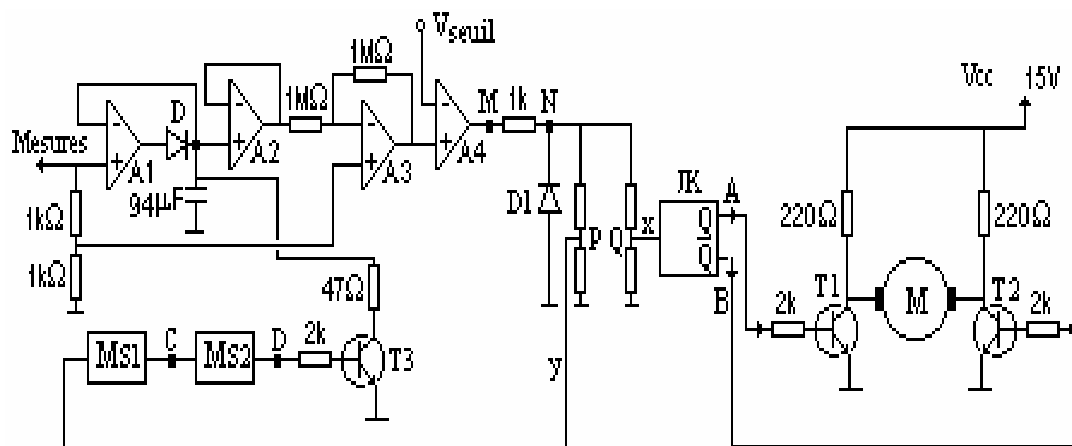 Vseuil
1MΩ
Vcc
15V
D
1MΩ
M
1k
N
Mesures
A1
A2
A3
A4
94µF
D1
JK
A
220Ω
220Ω
1kΩ
P
Q
x
Q
Q
1kΩ
47Ω
B
2k
T1
M
T2
2k
MS1
C
MS2
D
2k
T3
y